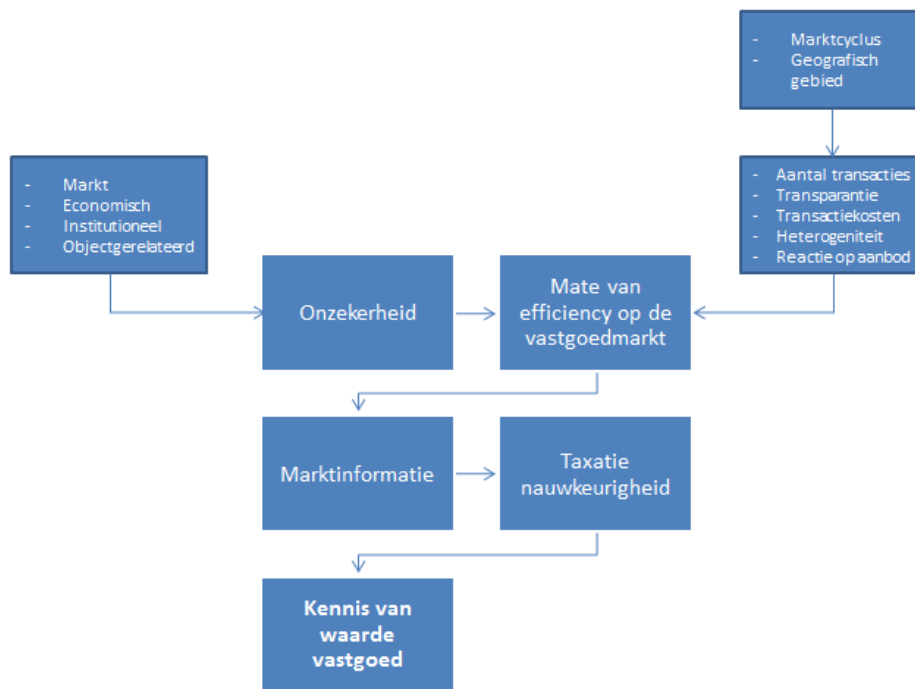 - Marktcyclus
- Geografisch
gebied
- Markt
- Economisch
- Institutioneel
- Objectgerelateerd
- Aantal transacties
- Transparantie
- Transactiekosten
- Heterogeniteit
- Reactie op aanbod
Onzekerheid
Mate van
efficiency op de
vastgoedmarkt
Marktinformatie
Taxatie
nauwkeurigheid
Kennis van
waarde
vastgoed